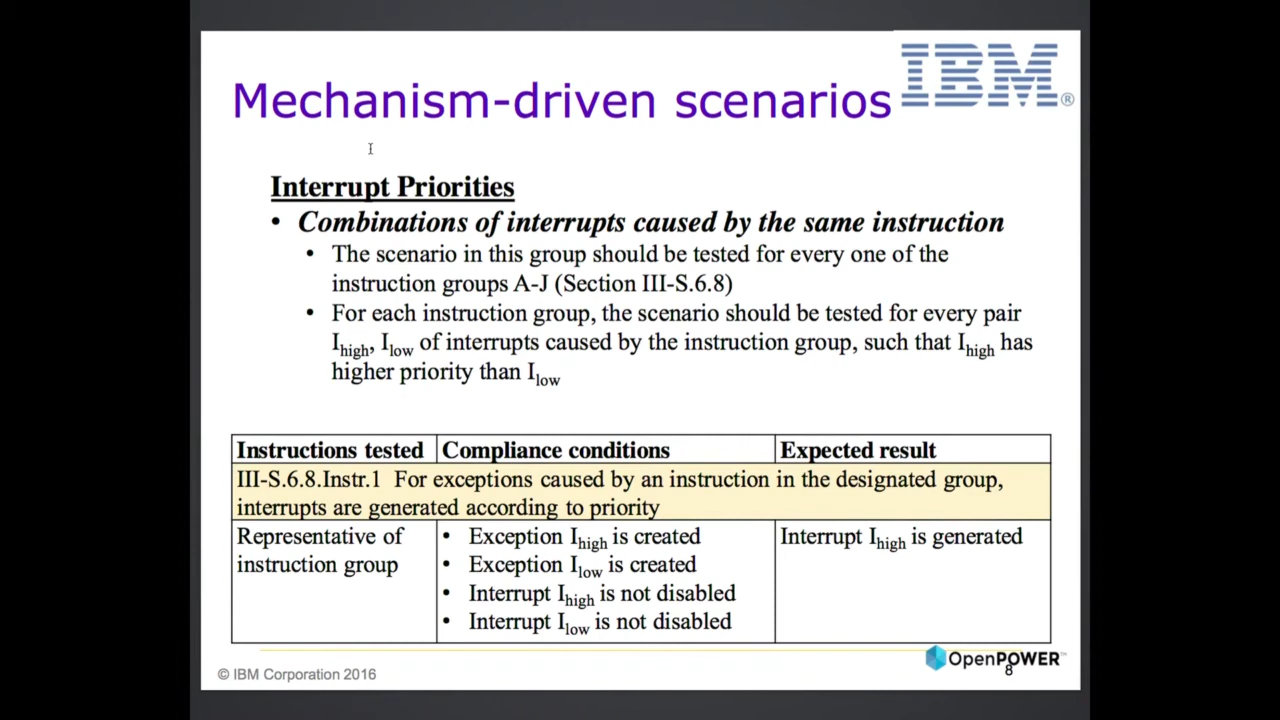 IBM®
Mechanism-driven scenarios
Interrupt Priorities
• Combinations of interrupts caused by the same instruction
• The scenario in this group should be tested for every one of the
instruction groups A-J (Section III-S.6.8)
• For each instruction group, the scenario should be tested for every pair
Ihigh, Ilow of interrupts caused by the instruction group, such that Ihigh has
higher priority than Ilow
Instructions tested Compliance conditions Expected result
III-S.6.8.Instr.1 For exceptions caused by an instruction in the designated group,
interrupts are generated according to priority
Representative of
instruction group
• Exception Ihigh is created
• Exception Ilow is created
• Interrupt Ihigh is not disabled
• Interrupt Ilow is not disabled
Interrupt Ihigh is generated
© IBM Corporation 2016
OpenPOWER™
8